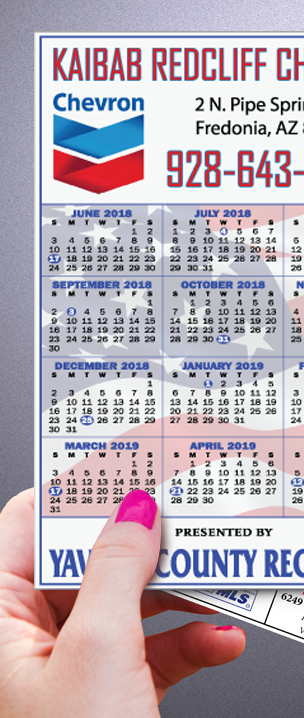 KAIBAB REDCLIFF CH
Chevron
2 N. Pipe Sprin
Fredonia, AZ 8
928-643-
JUNE 2018
S M T W T F S
1 2
3 4 5 6 7 8 9
10 11 12 13 14 15 16
17 18 19 20 21 22 23
24 25 26 27 28 29 30
JULY 2018
S M T W T F S
1 2 3 4 5 6 7
8 9 10 11 12 13 14
15 16 17 18 19 20 21
22 23 24 25 26 27 28
29 30 31
SEPTEMBER 2018
S M T W T F S
1
2 3 4 5 6 7 8
9 10 11 12 13 14 15
16 17 18 19 20 21 22
23 24 25 26 27 28 29
30
OCTOBER 2018
S M T W T F S
1 2 3 4 5 6
7 8 9 10 11 12 13
14 15 16 17 18 19 20
21 22 23 24 25 26 27
28 29 30 31
N
DECEMBER 2018
S M T W T F S
1
2 3 4 5 6 7 8
9 10 11 12 13 14 15
16 17 18 19 20 21 22
23 24 25 26 27 28 29
30 31
JANUARY 2019
S M T W T F S
1 2 3 4 5
6 7 8 9 10 11 12
13 14 15 16 17 18 19
20 21 22 23 24 25 26
27 28 29 30 31
F
MARCH 2019
S M T W T F S
1 2
3 4 5 6 7 8 9
10 11 12 13 14 15 16
17 18 19 20 21 23
24 25 26 27 30
31
APRIL 2019
S M T W T F S
1 2 3 4 5 6
7 8 9 10 11 12 13
14 15 16 17 18 19 20
21 22 23 24 25 26 27
28 29 30
PRESENTED BY
YAV COUNTY REC
MLS
6249